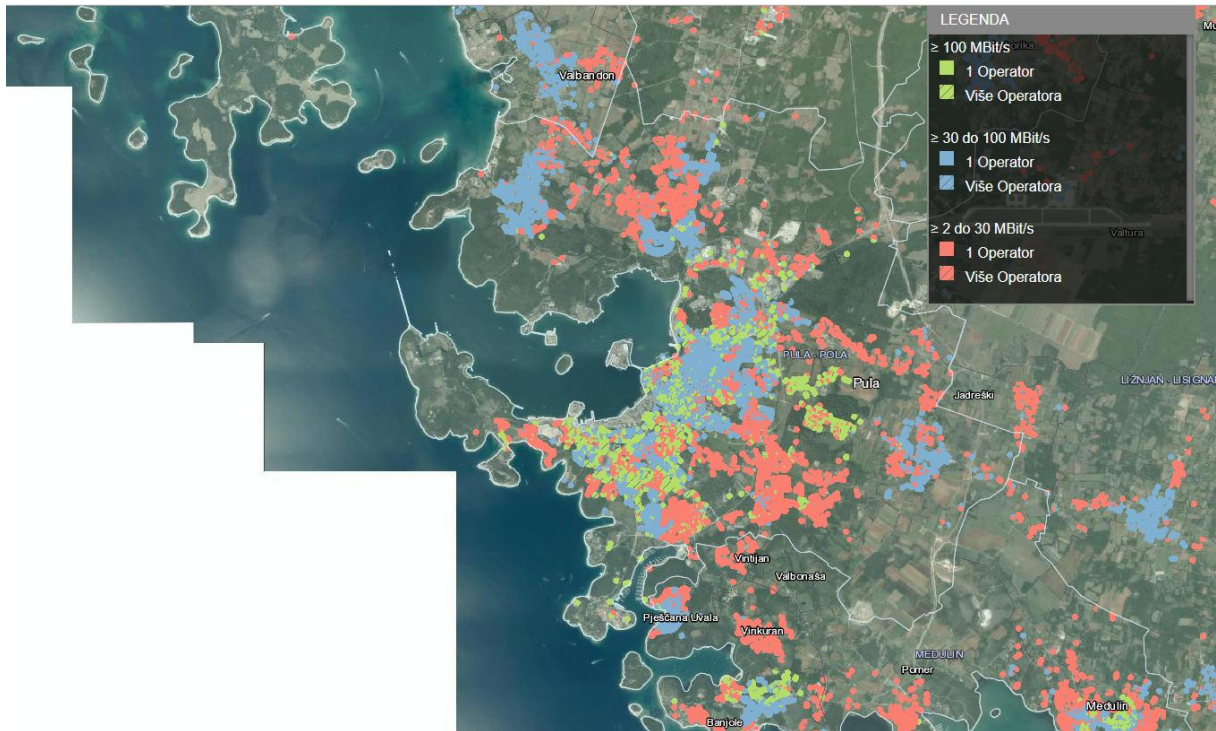 LEGENDA
≥ 100 MBit/s
1 Operator
Više Operatora
≥ 30 do 100 MBit/s
1 Operator
Više Operatora
≥ 2 do 30 MBit/s
1 Operator
Više Operatora
Valtura
Valbandon
PULA - POLA
Pula
LIŽNJAN - LISIGNAN
Jadreški
Vintijan
Valbonaša
Pješčana Uvala
Vinkuran
MEDULIN
Pomer
Medulin
Banjole